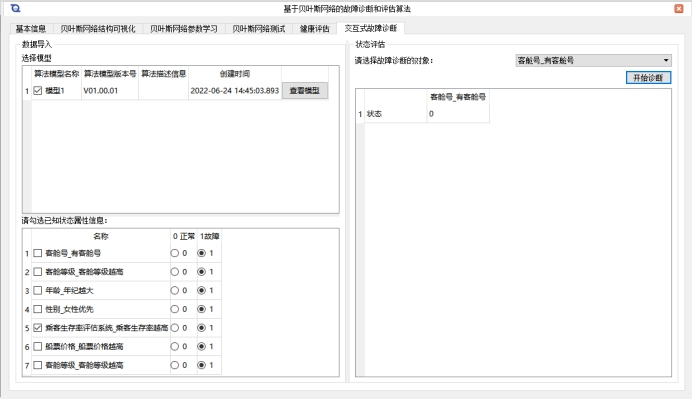 基于贝叶斯网络的故障诊断和评估算法
基本信息 贝叶斯网络结构可视化 贝叶斯网络参数学习 贝叶斯网络测试 健康评估 交互式故障诊断
数据导入
选择模型
算法模型名称 算法模型版本号 算法描述信息 创建时间
1 模型1 V01.00.01 2022-06-24 14:45:03.893 查看模型
请勾选已知状态属性信息:
名称 0 正常 1故障
1 客舱号_有客舱号 0 1
2 客舱等级_客舱等级越高 0 1
3 年龄_年纪越大 0 1
4 性别_女性优先 0 1
5 乘客生存率评估系统_乘客生存率越高 0 1
6 船票价格_船票价格越高 0 1
7 客舱等级_客舱等级越高 0 1
状态评估
请选择故障诊断的对象: 客舱号_有客舱号
开始诊断
客舱号_有客舱号
1 状态 0